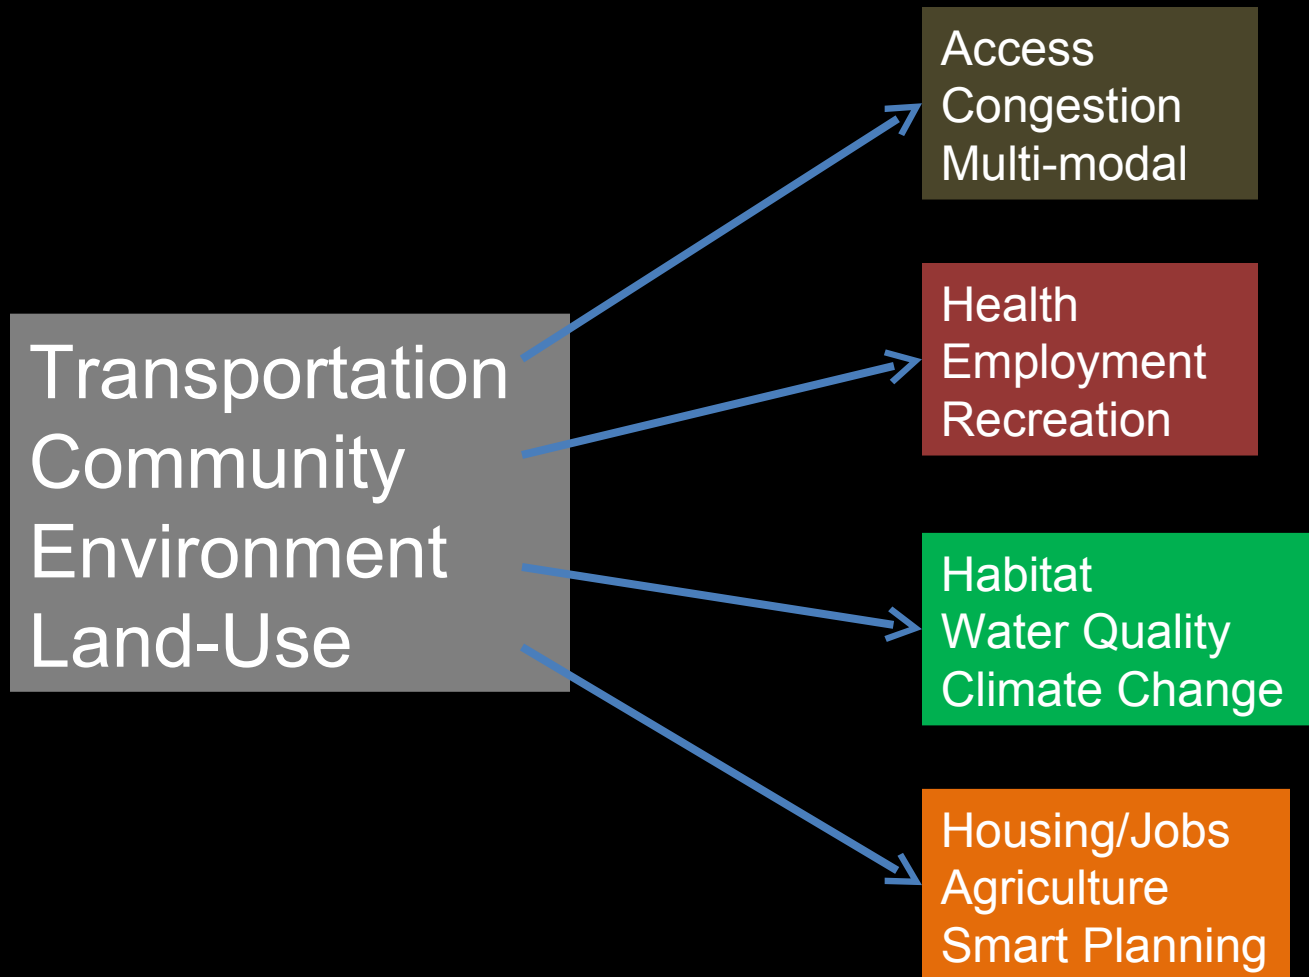 Transportation
Community
Environment
Land-Use
Access
Congestion
Multi-modal
Health
Employment
Recreation
Habitat
Water Quality
Climate Change
Housing/Jobs
Agriculture
Smart Planning